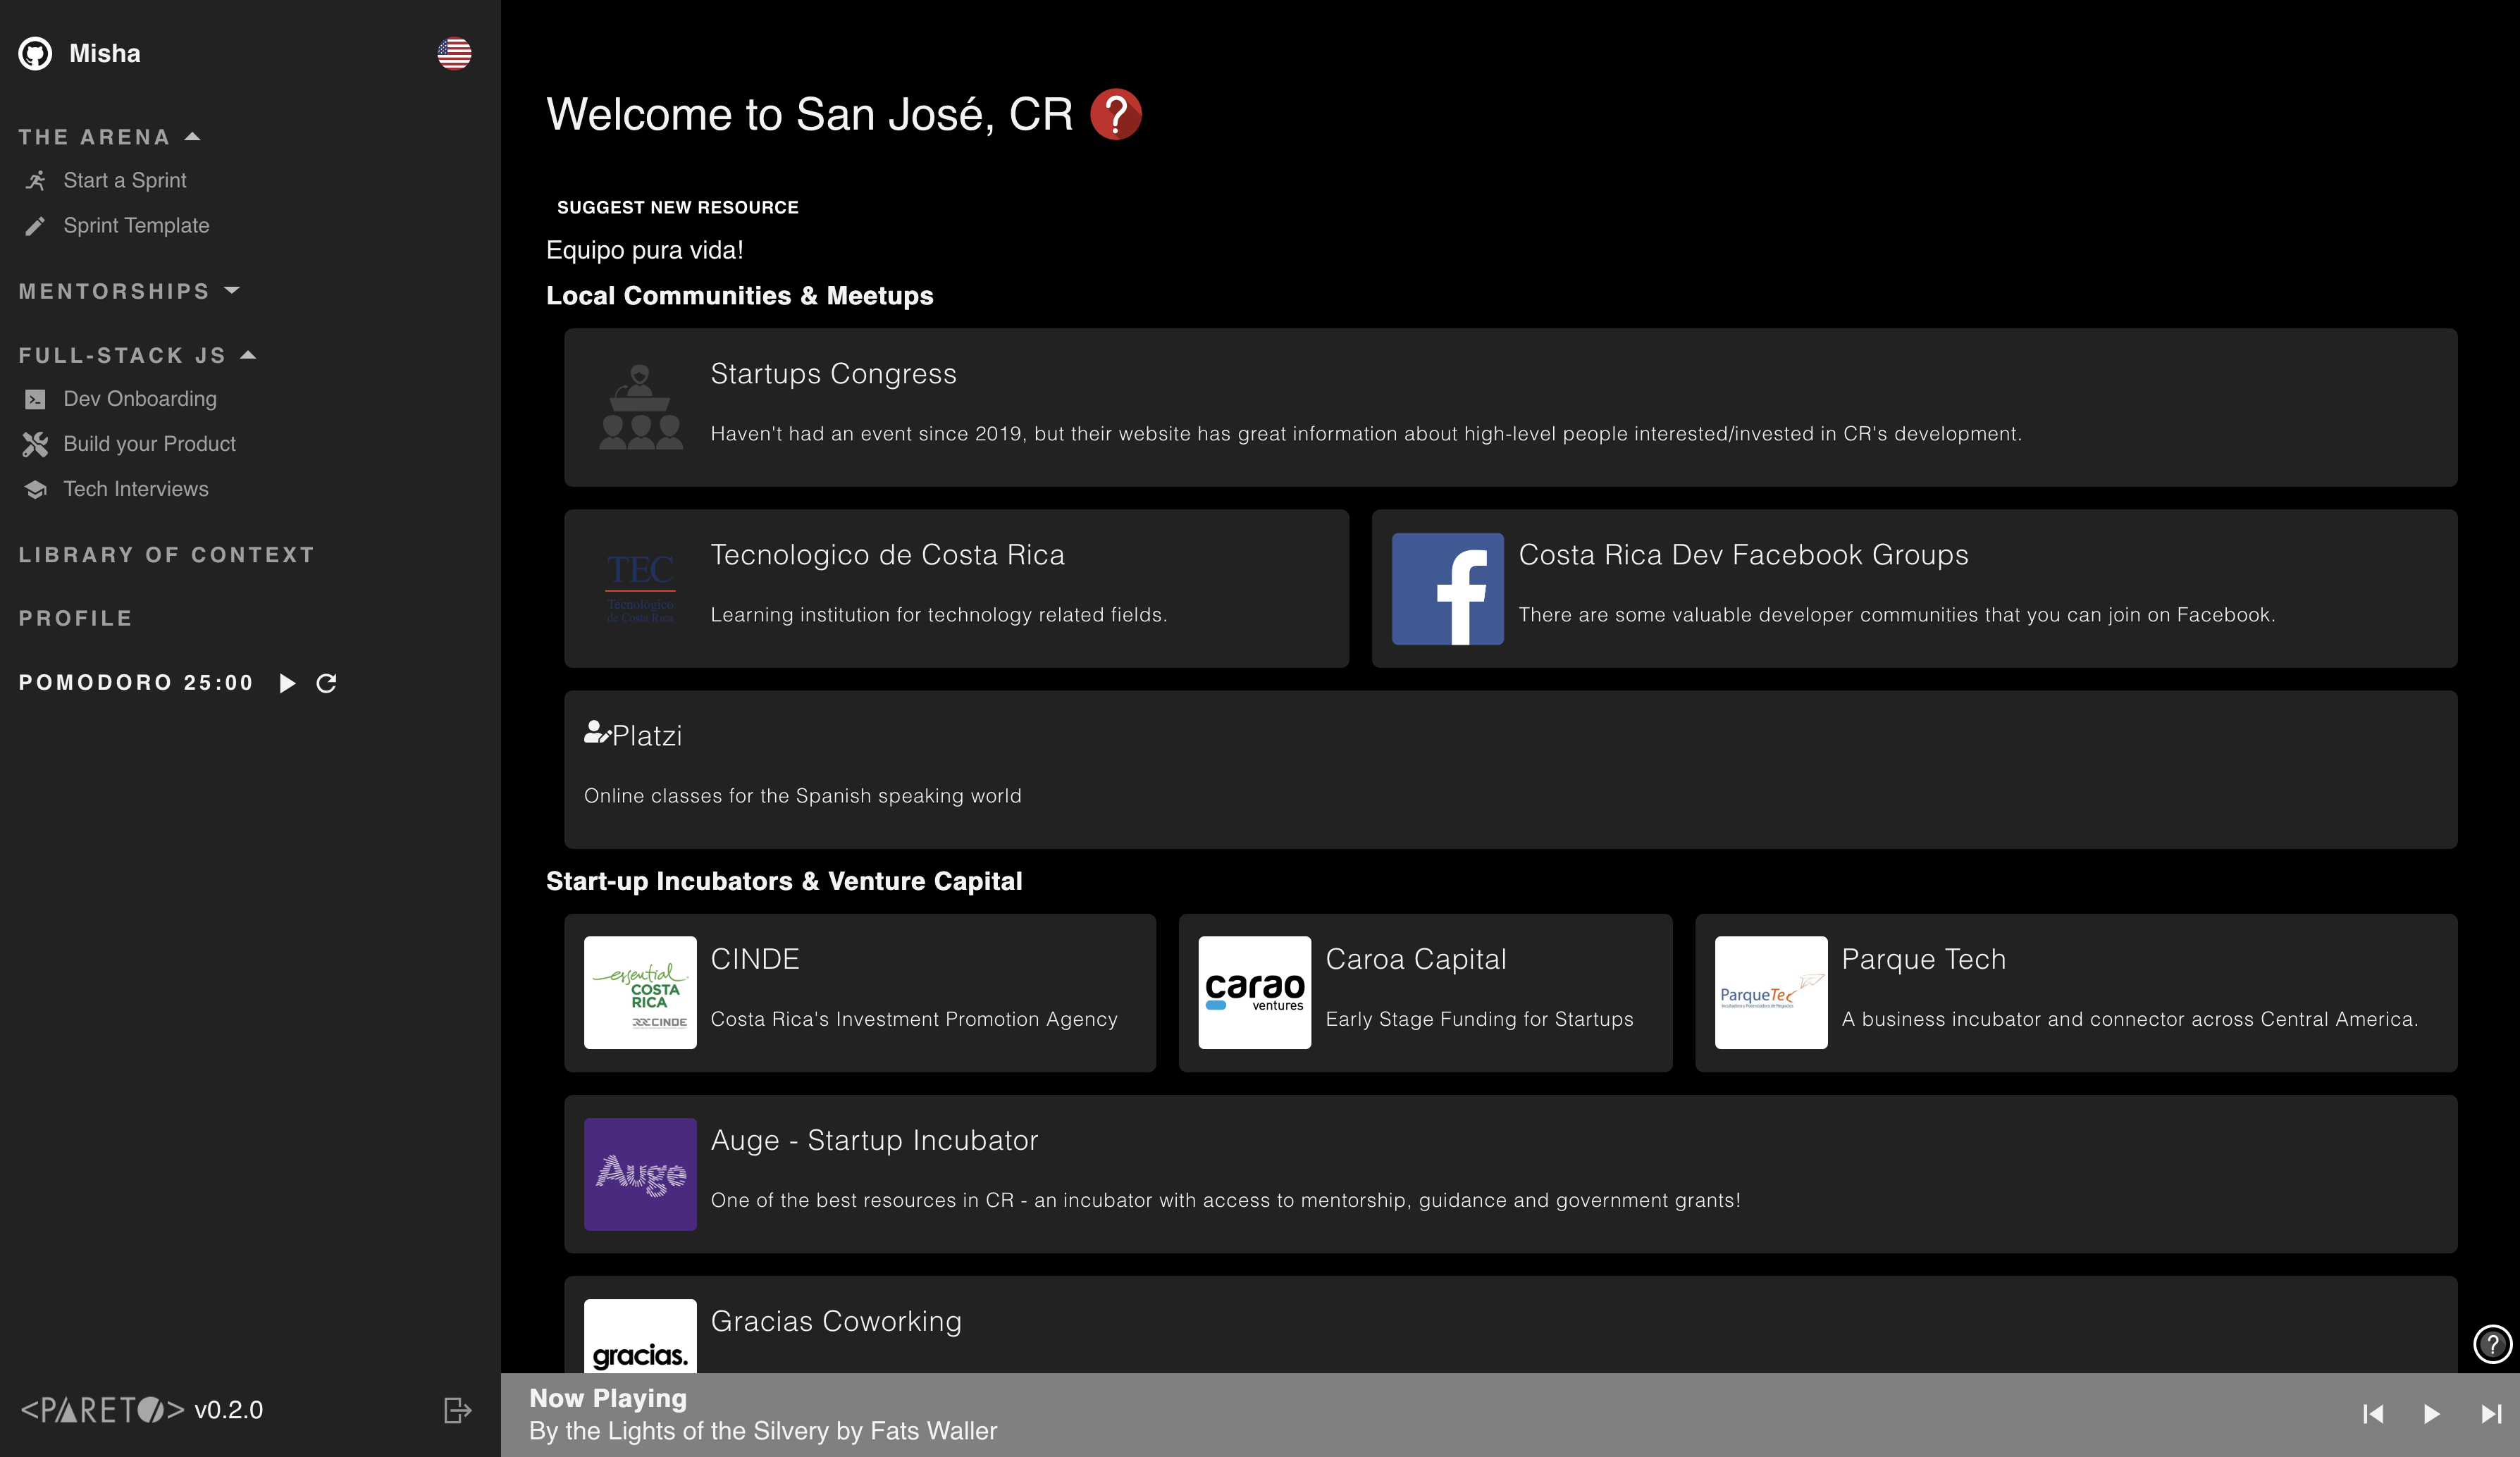 Misha
THE ARENA
Start a Sprint
Sprint Template
MENTORSHIPS
FULL-STACK JS
Dev Onboarding
Build your Product
Tech Interviews
LIBRARY OF CONTEXT
PROFILE
POMODORO 25:00
<PARETO> v0.2.0
Welcome to San José, CR ?
SUGGEST NEW RESOURCE
Equipo pura vida!
Local Communities & Meetups
Startups Congress
Haven't had an event since 2019, but their website has great information about high-level people interested/invested in CR's development.
TEC
Tecnológico
de Costa Rica
Tecnologico de Costa Rica
Learning institution for technology related fields.
f
Costa Rica Dev Facebook Groups
There are some valuable developer communities that you can join on Facebook.
Platzi
Online classes for the Spanish speaking world
Start-up Incubators & Venture Capital
essential
COSTA
RICA
CINDE
CINDE
Costa Rica's Investment Promotion Agency
carao
ventures
Caroa Capital
Early Stage Funding for Startups
ParqueTec
Parque Tech
A business incubator and connector across Central America.
Auge
Auge - Startup Incubator
One of the best resources in CR - an incubator with access to mentorship, guidance and government grants!
gracias.
Gracias Coworking
?
Now Playing
By the Lights of the Silvery by Fats Waller